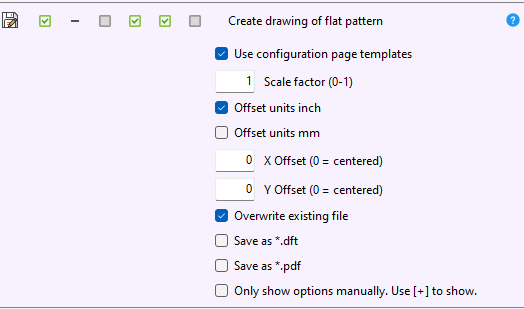 Create drawing of flat pattern ?
Use configuration page templates
1 Scale factor (0-1)
Offset units inch
Offset units mm
0 X Offset (0 = centered)
0 Y Offset (0 = centered)
Overwrite existing file
Save as *.dft
Save as *.pdf
Only show options manually. Use [+] to show.